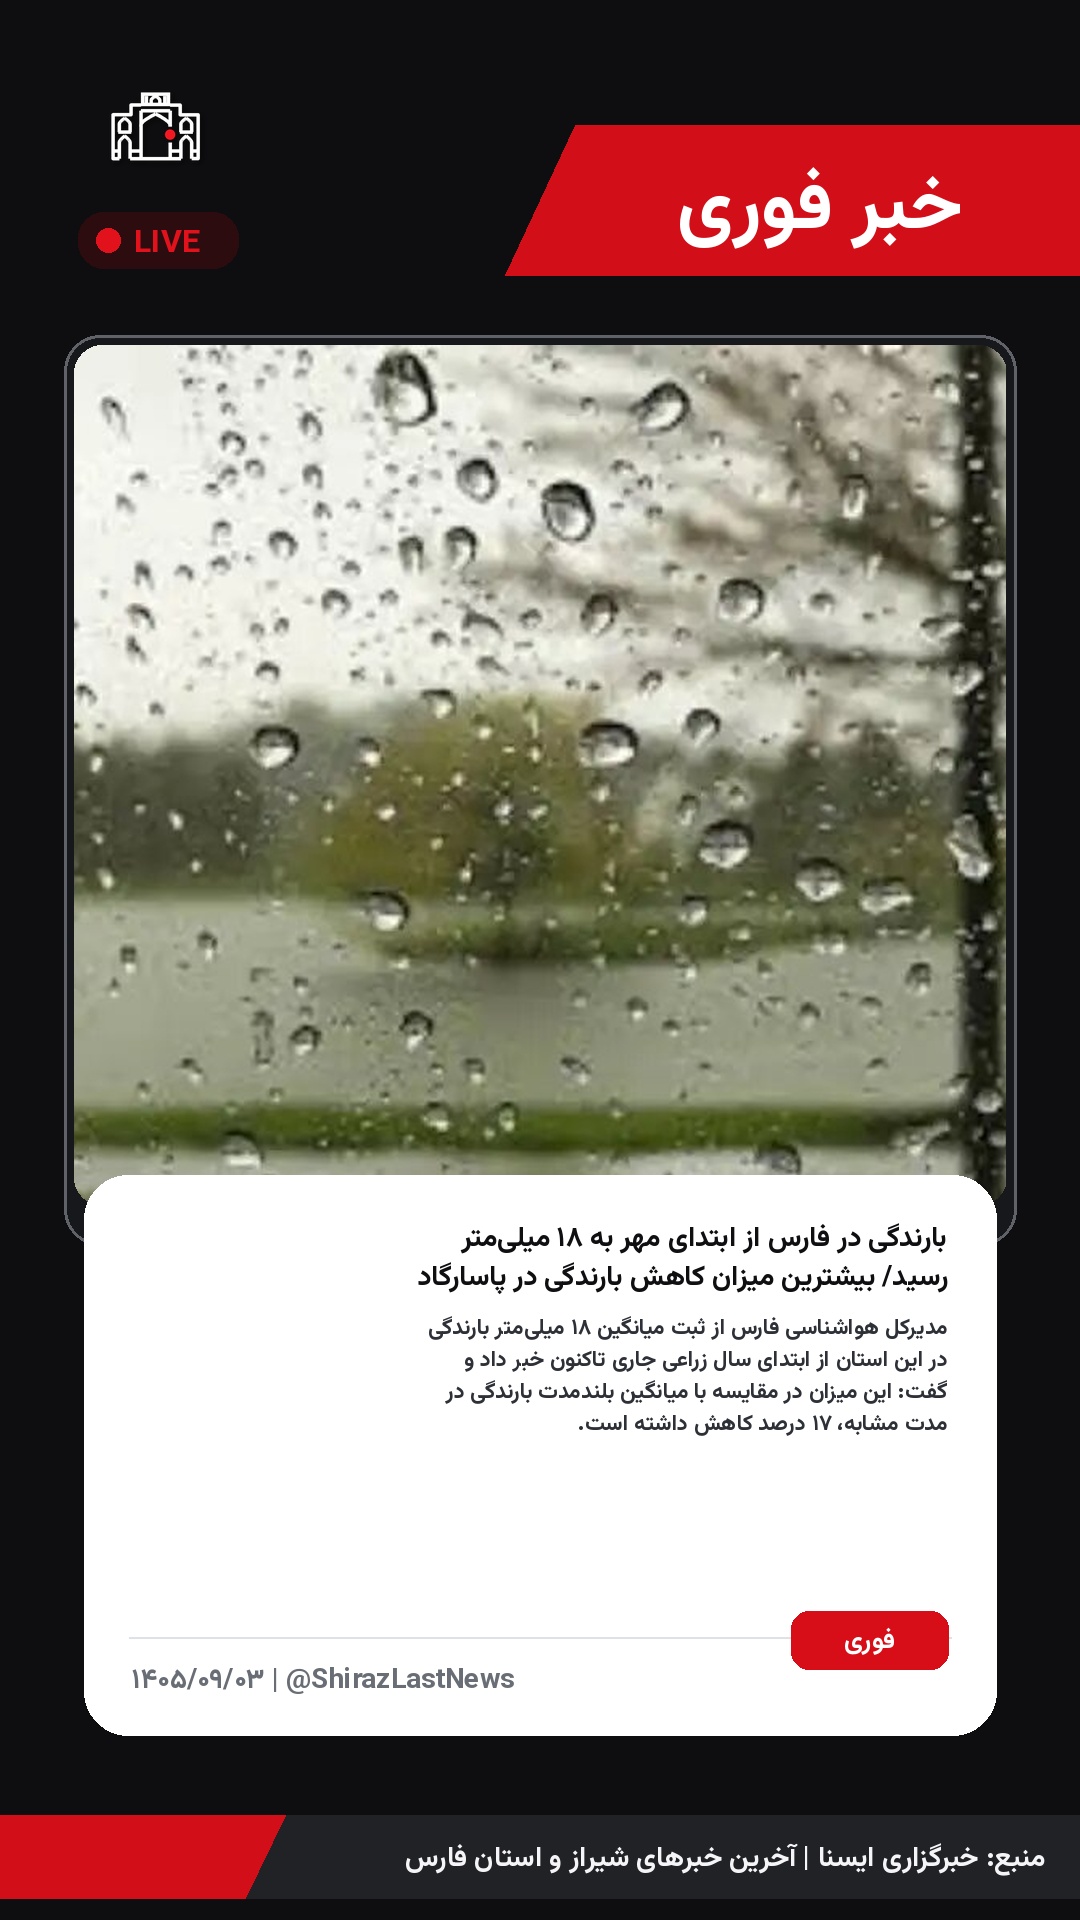 خبر فوری
LIVE
بارندگی در فارس از ابتدای مهر به ۱۸ میلی‌متر
رسید/ بیشترین میزان کاهش بارندگی در پاسارگاد
مدیرکل هواشناسی فارس از ثبت میانگین ۱۸ میلی‌متر بارندگی
در این استان از ابتدای سال زراعی جاری تاکنون خبر داد و
گفت: این میزان در مقایسه با میانگین بلندمدت بارندگی در
مدت مشابه، ۱۷ درصد کاهش داشته است.
فوری
۱۴۰۵/۰۹/۰۳ | @ShirazLastNews
منبع: خبرگزاری ایسنا | آخرین خبرهای شیراز و استان فارس